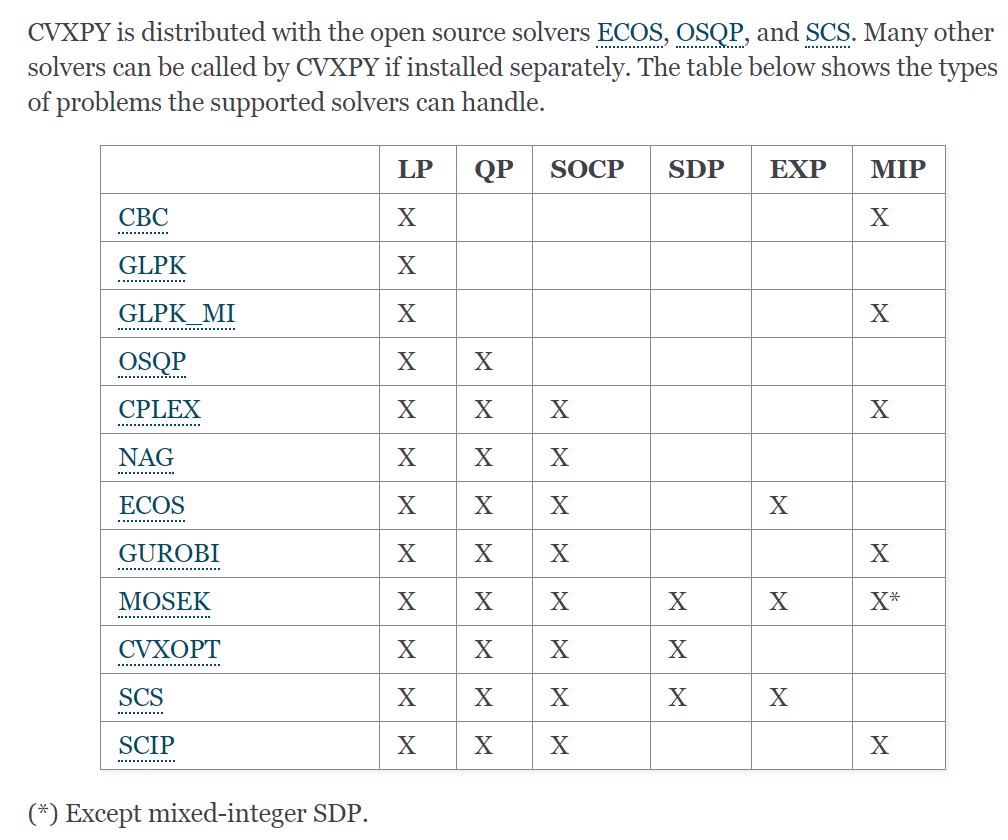 CVXPY is distributed with the open source solvers ECOS, OSQP, and SCS. Many other
solvers can be called by CVXPY if installed separately. The table below shows the types
of problems the supported solvers can handle.
LP QP SOCP SDP EXP MIP
CBC X X
GLPK X
GLPK_MI X X
OSQP X X
CPLEX X X X X
NAG X X X
ECOS X X X X
GUROBI X X X X
MOSEK X X X X X X*
CVXOPT X X X X
SCS X X X X X
SCIP X X X X
(*) Except mixed-integer SDP.